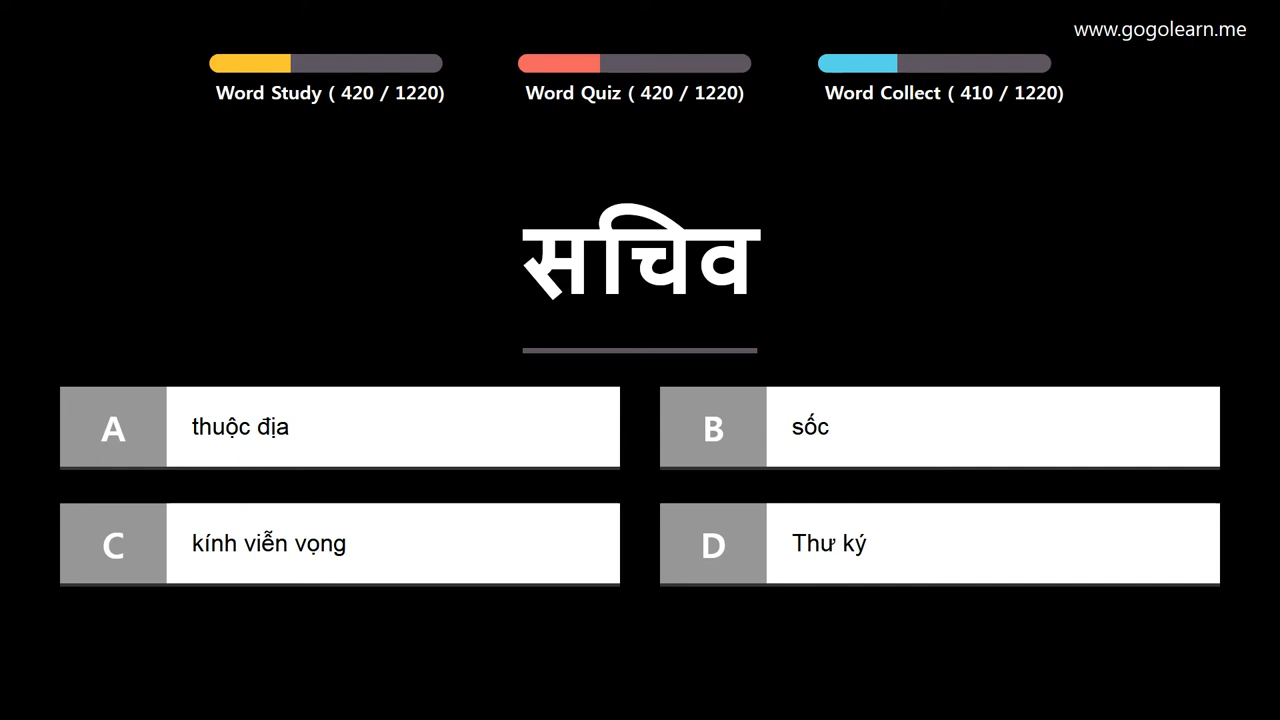 www.gogolearn.me
Word Study ( 420 / 1220)
Word Quiz ( 420 / 1220)
Word Collect ( 410 / 1220)
सचिव
A thuộc địa
B sốc
C kính viễn vọng
D Thư ký